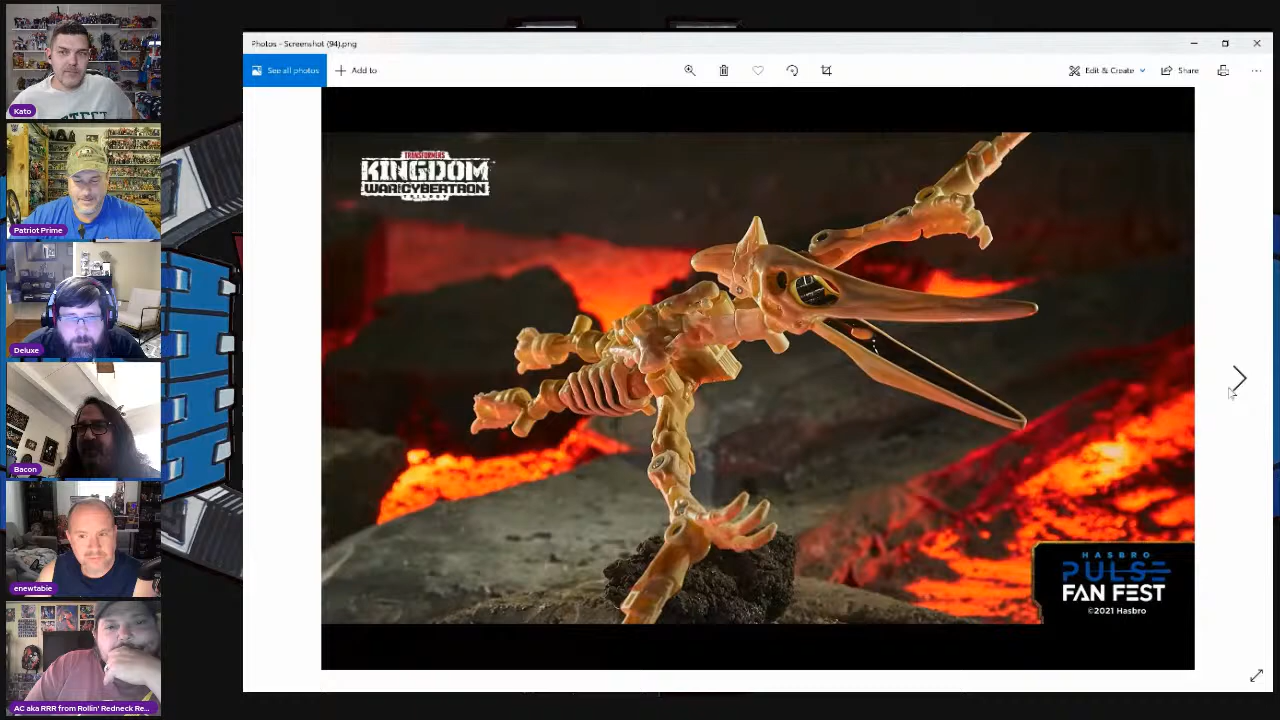 Kato
Patriot Prime
Deluxe
Bacon
enewtabie
AC aka RRR from Rollin' Redneck Re...
Photos - Screenshot (94).png
See all photos
Add to
Edit & Create
Share
TRANSFORMERS
KINGDOM
WAR FOR CYBERTRON
TRILOGY
HASBRO
PULSE
FAN FEST
©2021 Hasbro